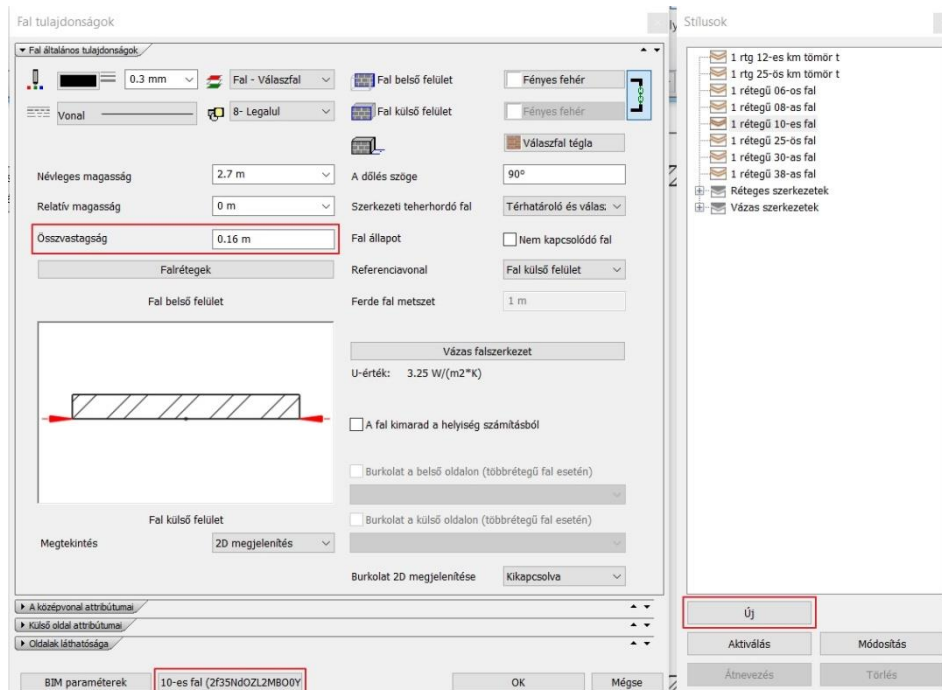 Fal tulajdonságok
Fal általános tulajdonságok
0.3 mm
Fal - Válaszfal
Fal belső felület
Fényes fehér
Vonal
8- Legalul
Fal külső felület
Fényes fehér
Válaszfal tégla
Névleges magasság
2.7 m
A dőlés szöge
90°
Relatív magasság
0 m
Szerkezeti teherhordó fal
Térhatároló és válas:
Összvastagság
0.16 m
Fal állapot
Nem kapcsolódó fal
Falrétegek
Referenciavonal
Fal külső felület
Fal belső felület
Ferde fal metszet
1 m
Vázas falszerkezet
U-érték: 3.25 W/(m2*K)
A fal kimarad a helyiség számításból
Burkolat a belső oldalon (többrétegű fal esetén)
Fal külső felület
Burkolat a külső oldalon (többrétegű fal esetén)
Megtekintés
2D megjelenítés
Burkolat 2D megjelenítése
Kikapcsolva
A középvonal attribútumai
Külső oldal attribútumai
Oldalak láthatósága
BIM paraméterek
10-es fal (2f35NdOZL2MBO0Y
OK
Mégse
Stílusok
1 rtg 12-es km tömör t
1 rtg 25-ös km tömör t
1 rétegű 06-os fal
1 rétegű 08-as fal
1 rétegű 10-es fal
1 rétegű 25-ös fal
1 rétegű 30-as fal
1 rétegű 38-as fal
Réteges szerkezetek
Vázas szerkezetek
Új
Aktiválás
Módosítás
Átnevezés
Törlés